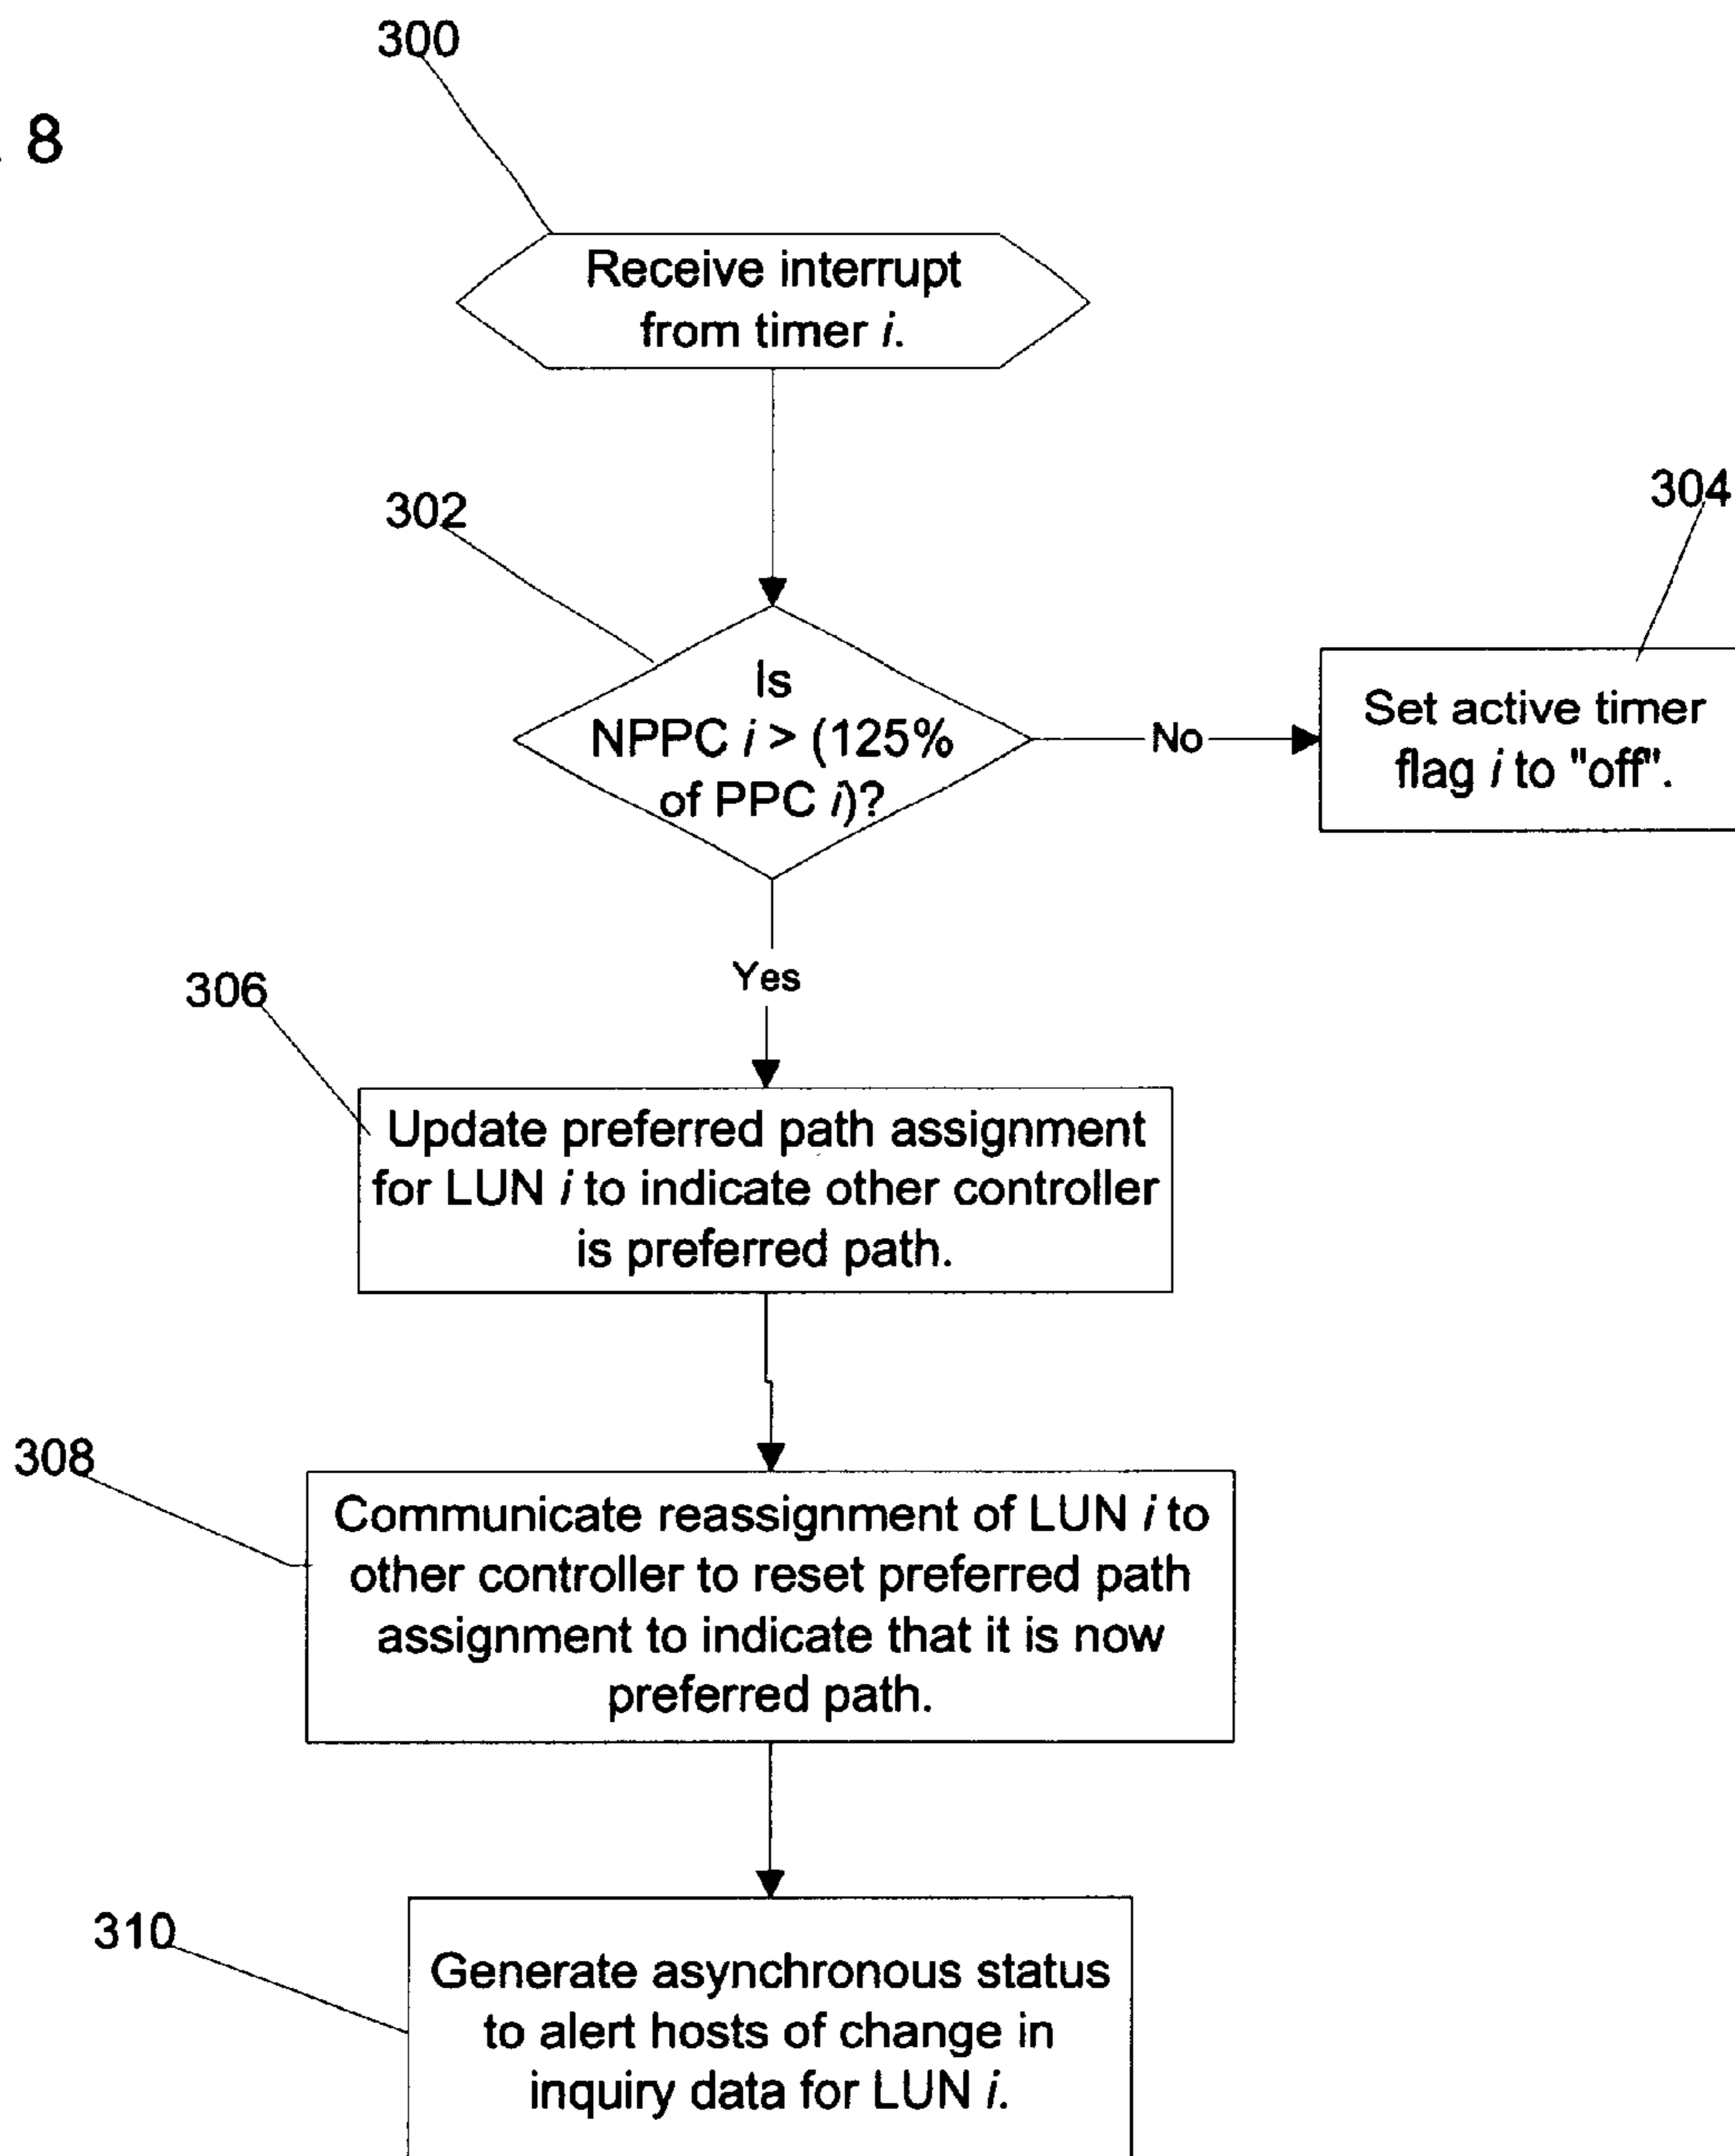 300
. 8
Receive interrupt
from timer i.
302
304
Is
NPPC i > (125%
of PPC i)?
No
Set active timer
flag i to "off".
Yes
306
Update preferred path assignment
for LUN i to indicate other controller
is preferred path.
308
Communicate reassignment of LUN i to
other controller to reset preferred path
assignment to indicate that it is now
preferred path.
310
Generate asynchronous status
to alert hosts of change in
inquiry data for LUN i.